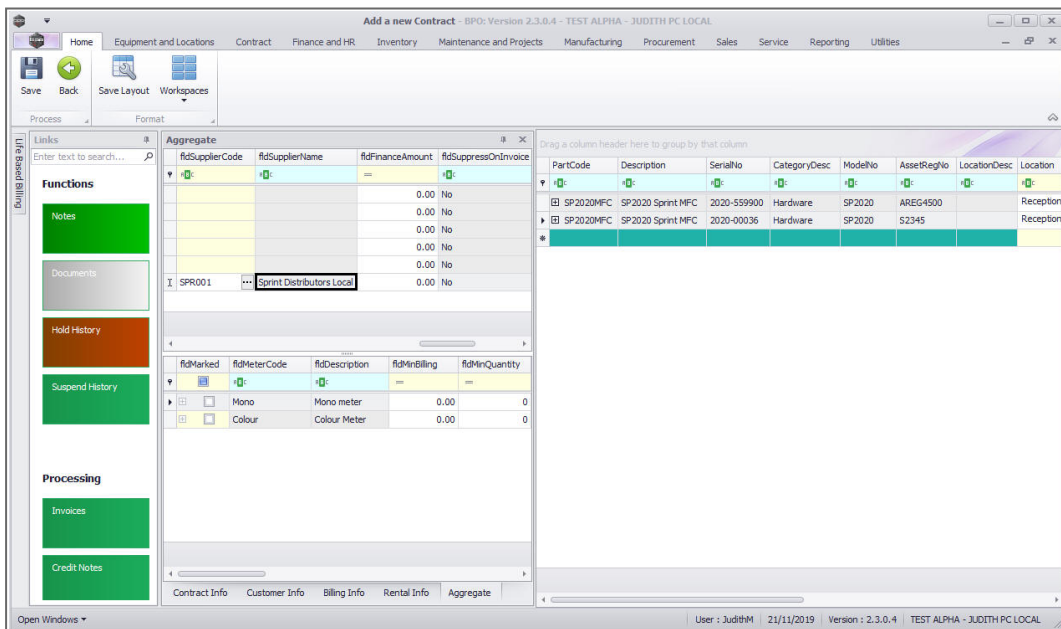 Add a new Contract - BPO: Version 2.3.0.4 - TEST ALPHA - JUDITH PC LOCAL
Home Equipment and Locations Contract Finance and HR Inventory Maintenance and Projects Manufacturing Procurement Sales Service Reporting Utilities
Save Back Save Layout Workspaces
Process Format
Life Based Billing
Links
Enter text to search...
Functions
Notes
Documents
Hold History
Suspend History
Processing
Invoices
Credit Notes
Aggregate
fldSupplierCode fldSupplierName fldFinanceAmount fldSuppressOnInvoice
0.00 No
0.00 No
0.00 No
0.00 No
0.00 No
SPR001 ... Sprint Distributors Local 0.00 No
fldMarked fldMeterCode fldDescription fldMinBilling fldMinQuantity
Mono Mono meter 0.00 0
Colour Colour Meter 0.00 0
Contract Info Customer Info Billing Info Rental Info Aggregate
Drag a column header here to group by that column
PartCode Description SerialNo CategoryDesc ModelNo AssetRegNo LocationDesc Location
SP2020MFC SP2020 Sprint MFC 2020-559900 Hardware SP2020 AREG4500 Reception
SP2020MFC SP2020 Sprint MFC 2020-00036 Hardware SP2020 S2345 Reception
Open Windows User : JudithM 21/11/2019 Version : 2.3.0.4 TEST ALPHA - JUDITH PC LOCAL